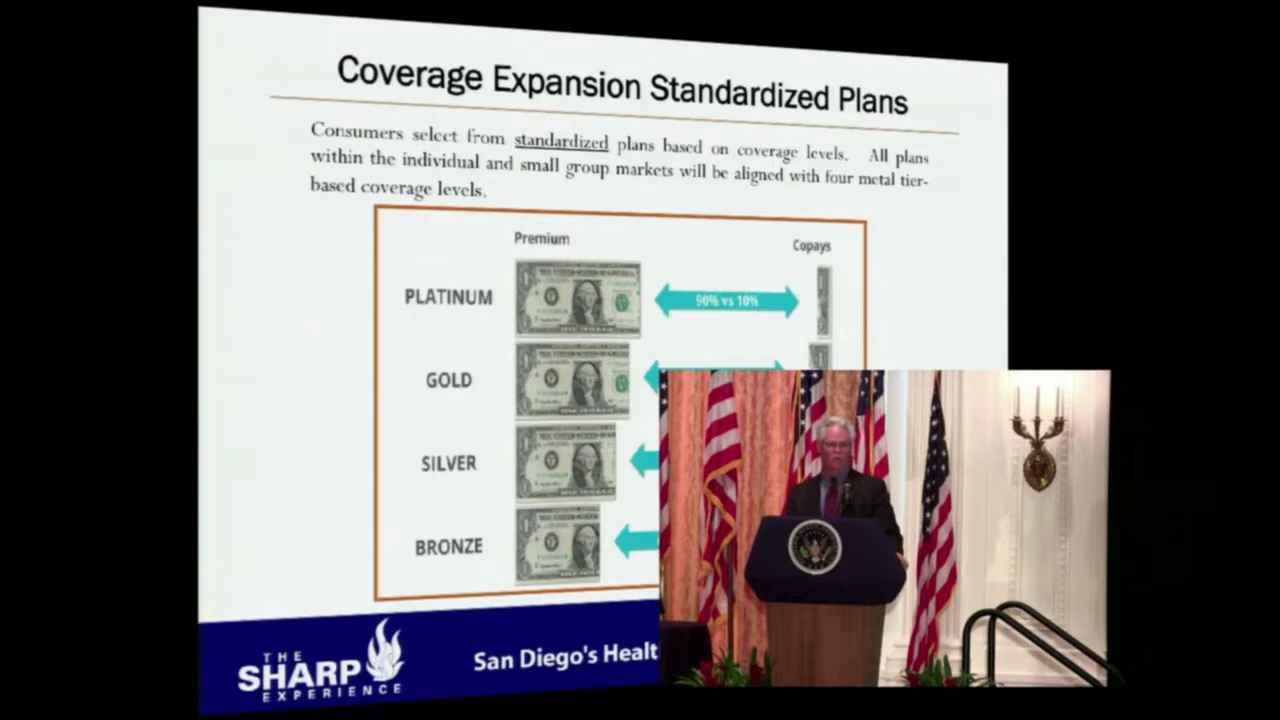 Coverage Expansion Standardized Plans
Consumers select from standardized plans based on coverage levels. All plans
within the individual and small group markets will be aligned with four metal tier-
based coverage levels.
Premium
Copays
PLATINUM
90% vs 10%
GOLD
SILVER
BRONZE
THE
SHARP
EXPERIENCE
San Diego's Healt